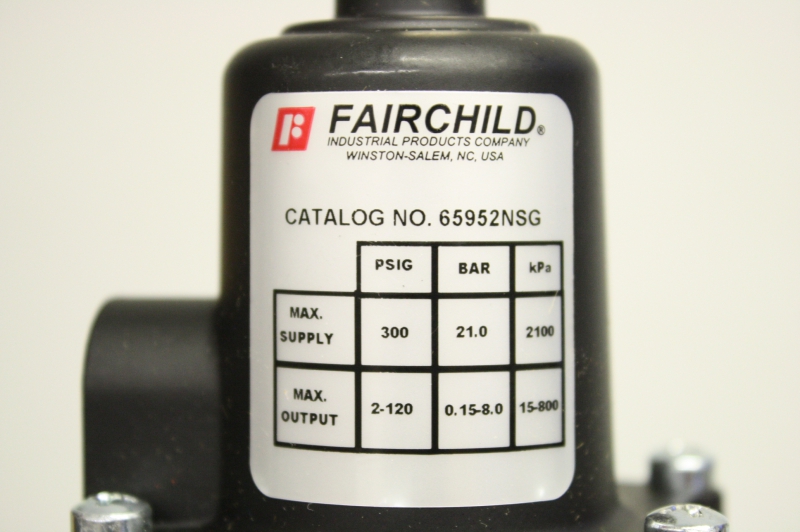 FAIRCHILD®
INDUSTRIAL PRODUCTS COMPANY
WINSTON-SALEM, NC, USA
CATALOG NO. 65952NSG
PSIG BAR kPa
MAX. SUPPLY 300 21.0 2100
MAX. OUTPUT 2-120 0.15-8.0 15-800